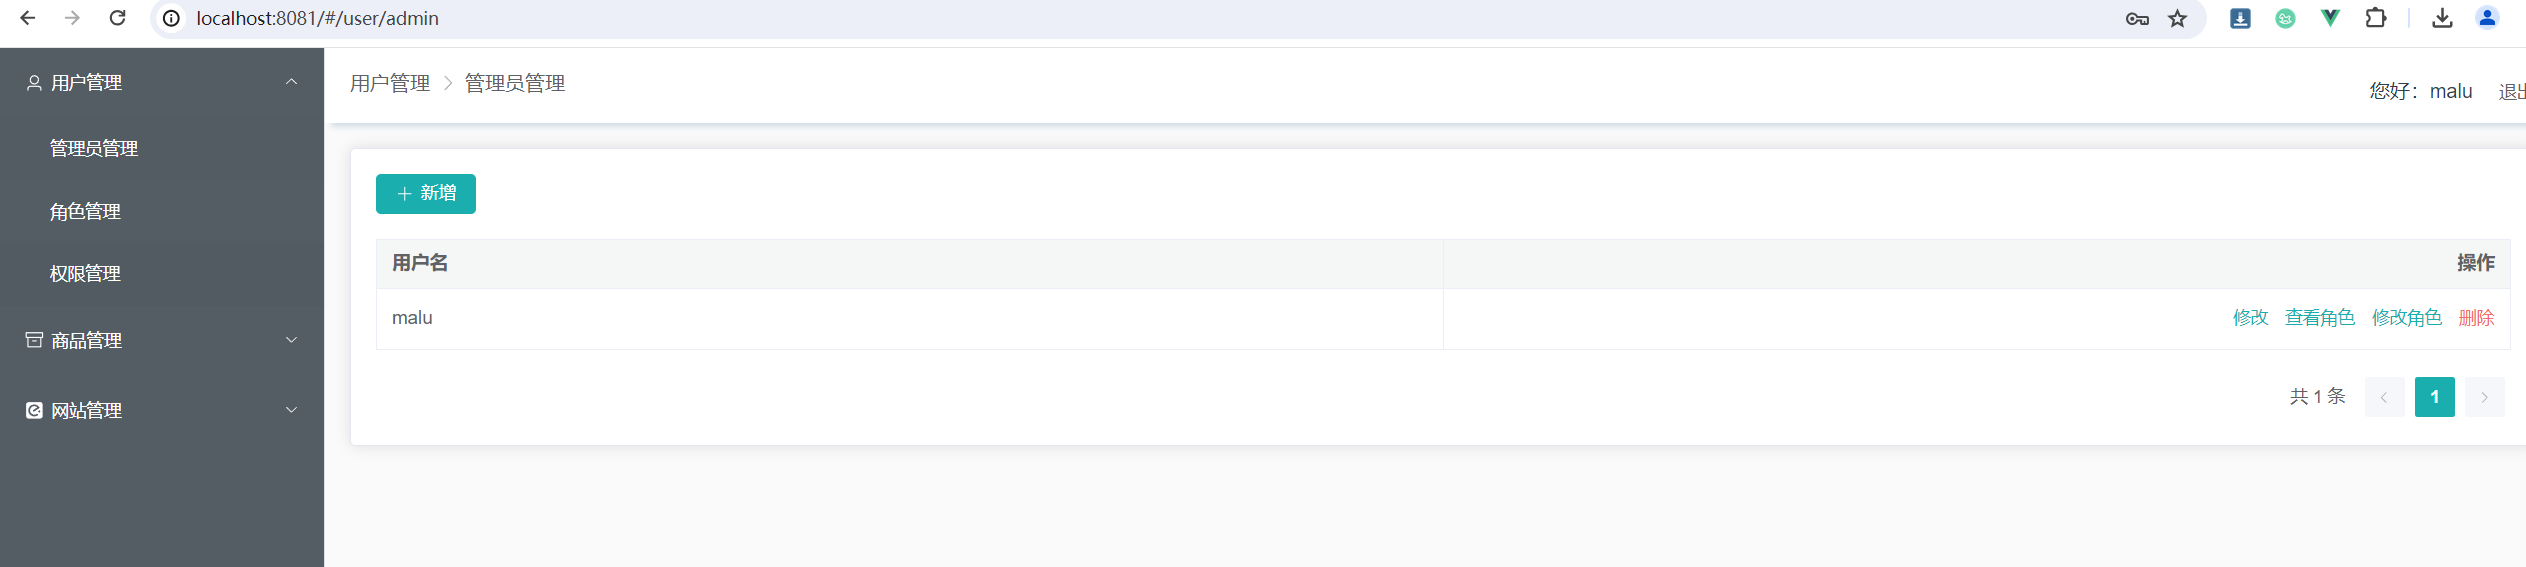 localhost:8081/#/user/admin
用户管理
管理员管理
角色管理
权限管理
商品管理
网站管理
用户管理 > 管理员管理
您好：malu 退出
+ 新增
用户名 操作
malu 修改 查看角色 修改角色 删除
共 1 条 < 1 >